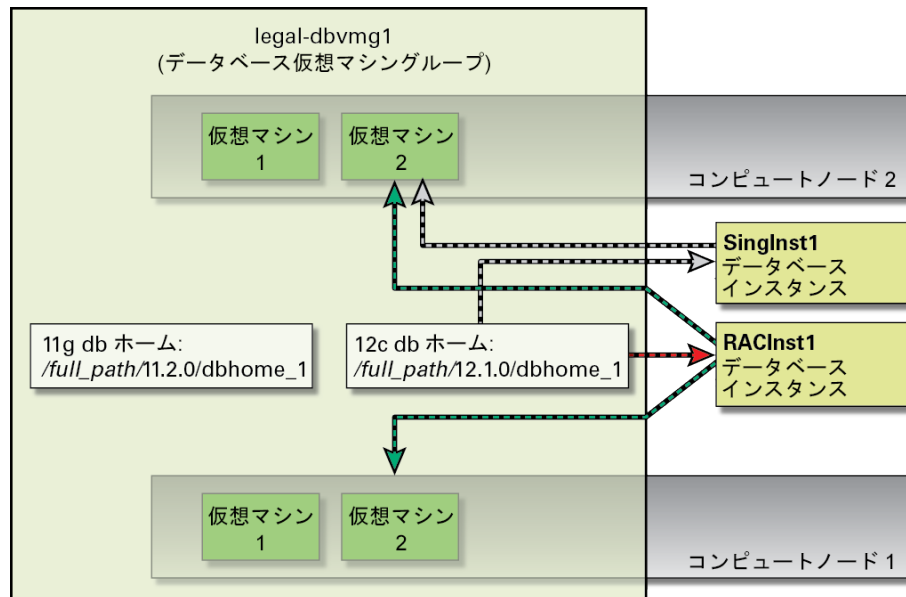 legal-dbvmg1
(データベース仮想マシングループ)
仮想マシン
1
仮想マシン
2
コンピュートノード 2
SingInst1
データベース
インスタンス
11g db ホーム:
/full_path/11.2.0/dbhome_1
12c db ホーム:
/full_path/12.1.0/dbhome_1
RACInst1
データベース
インスタンス
仮想マシン
1
仮想マシン
2
コンピュートノード 1